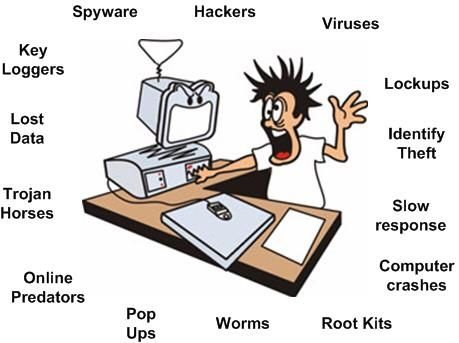 Spyware
Hackers
Viruses
Key
Loggers
Lockups
Lost
Data
Identify
Theft
Trojan
Horses
Slow
response
Online
Predators
Computer
crashes
Pop
Ups
Worms
Root Kits